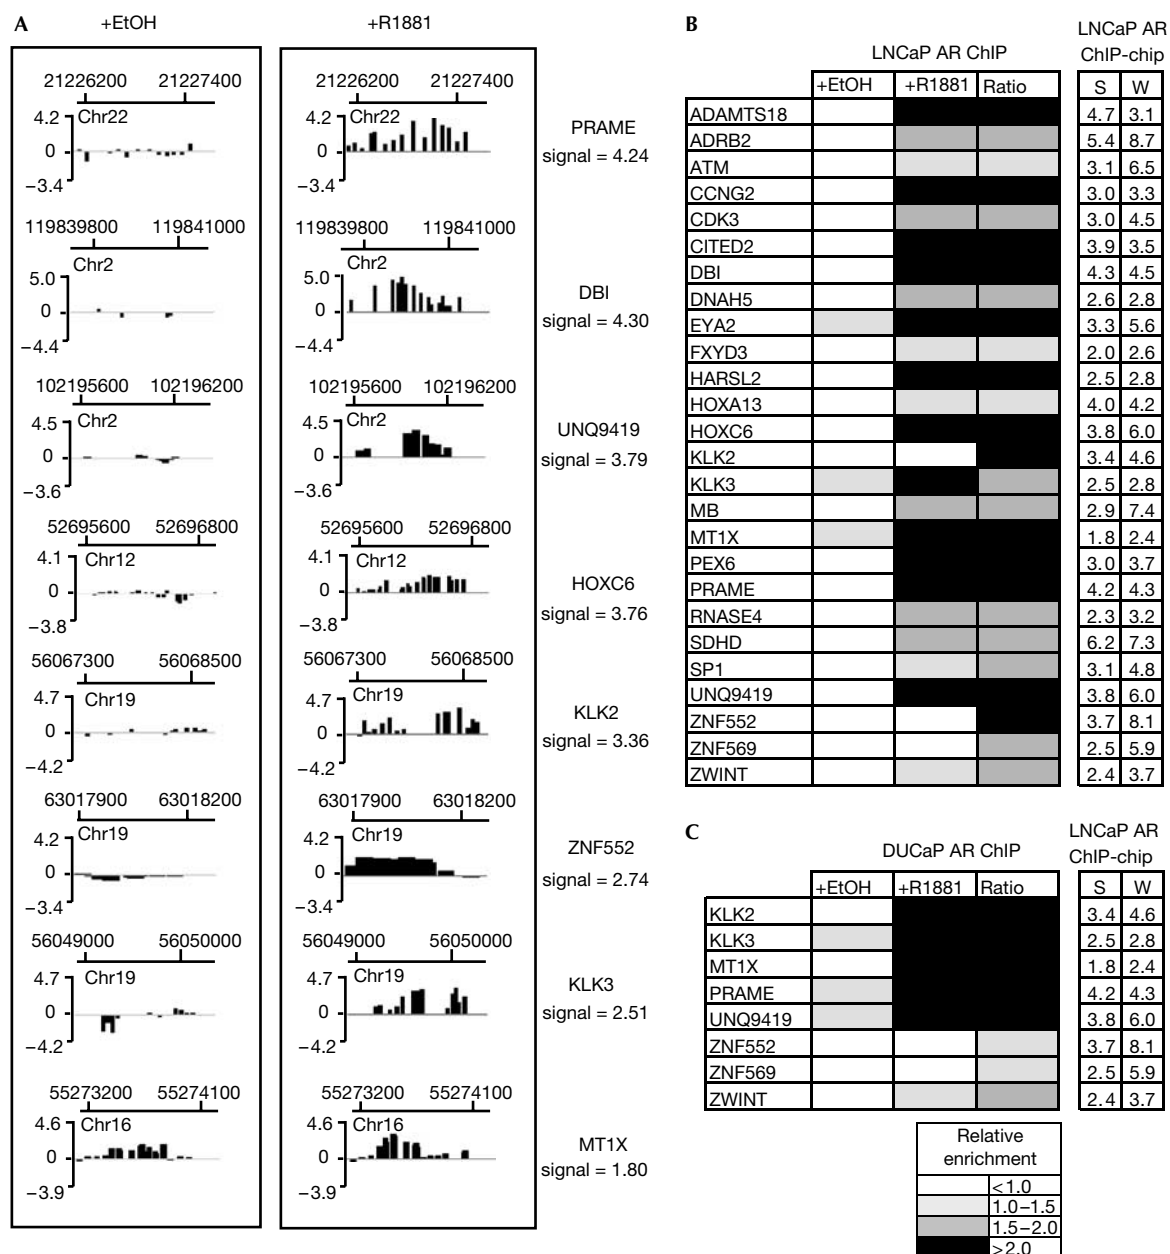 A
+EtOH
+R1881
21226200 21227400
4.2
Chr22
0
−3.4
21226200 21227400
4.2
Chr22
0
−3.4
PRAME
signal = 4.24
119839800 119841000
5.0
Chr2
0
−4.4
119839800 119841000
5.0
Chr2
0
−4.4
DBI
signal = 4.30
102195600 102196200
4.5
Chr2
0
−3.6
102195600 102196200
4.5
Chr2
0
−3.6
UNQ9419
signal = 3.79
52695600 52696800
4.1
Chr12
0
−3.8
52695600 52696800
4.1
Chr12
0
−3.8
HOXC6
signal = 3.76
56067300 56068500
4.7
Chr19
0
−4.2
56067300 56068500
4.7
Chr19
0
−4.2
KLK2
signal = 3.36
63017900 63018200
4.2
Chr19
0
−3.4
63017900 63018200
4.2
Chr19
0
−3.4
ZNF552
signal = 2.74
56049000 56050000
4.7
Chr19
0
−4.2
56049000 56050000
4.7
Chr19
0
−4.2
KLK3
signal = 2.51
55273200 55274100
4.6
Chr16
0
−3.9
55273200 55274100
4.6
Chr16
0
−3.9
MT1X
signal = 1.80
B
LNCaP AR ChIP
LNCaP AR
ChIP-chip
+EtOH +R1881 Ratio S W
ADAMTS18 4.7 3.1
ADRB2 5.4 8.7
ATM 3.1 6.5
CCNG2 3.0 3.3
CDK3 3.0 4.5
CITED2 3.9 3.5
DBI 4.3 4.5
DNAH5 2.6 2.8
EYA2 3.3 5.6
FXYD3 2.0 2.6
HARSL2 2.5 2.8
HOXA13 4.0 4.2
HOXC6 3.8 6.0
KLK2 3.4 4.6
KLK3 2.5 2.8
MB 2.9 7.4
MT1X 1.8 2.4
PEX6 3.0 3.7
PRAME 4.2 4.3
RNASE4 2.3 3.2
SDHD 6.2 7.3
SP1 3.1 4.8
UNQ9419 3.8 6.0
ZNF552 3.7 8.1
ZNF569 2.5 5.9
ZWINT 2.4 3.7
C
DUCaP AR ChIP
LNCaP AR
ChIP-chip
+EtOH +R1881 Ratio S W
KLK2 3.4 4.6
KLK3 2.5 2.8
MT1X 1.8 2.4
PRAME 4.2 4.3
UNQ9419 3.8 6.0
ZNF552 3.7 8.1
ZNF569 2.5 5.9
ZWINT 2.4 3.7
Relative
enrichment
<1.0
1.0−1.5
1.5−2.0
>2.0